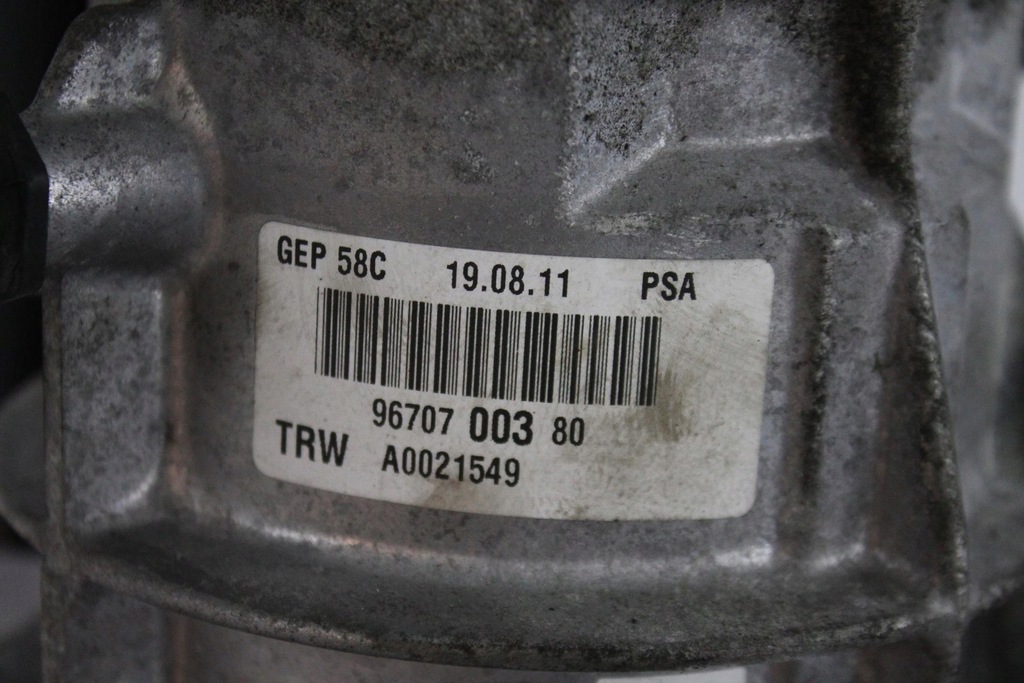 GEP 58C 19.08.11 PSA
96707 003 80
TRW A0021549